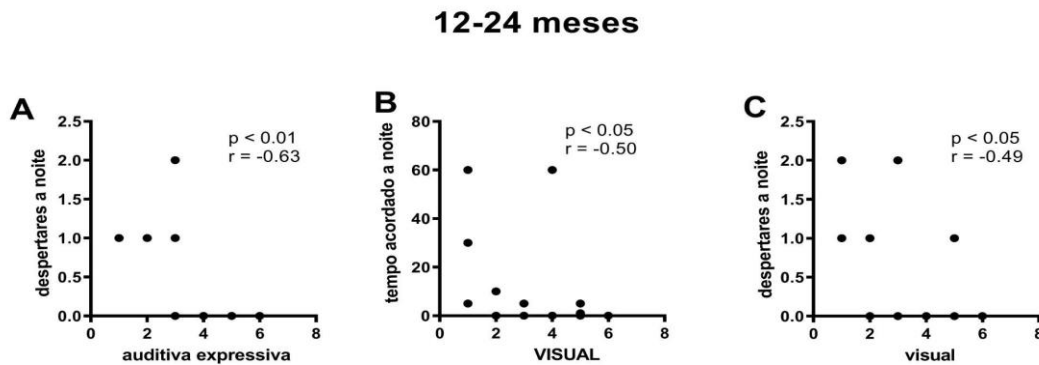 12-24 meses
A
p < 0.01
r = -0.63
despertares a noite
2.5
2.0
1.5
1.0
0.5
0.0
0 2 4 6 8
auditiva expressiva
B
p < 0.05
r = -0.50
tempo acordado a noite
80
60
40
20
0
0 2 4 6 8
VISUAL
C
p < 0.05
r = -0.49
despertares a noite
2.5
2.0
1.5
1.0
0.5
0.0
0 2 4 6 8
visual